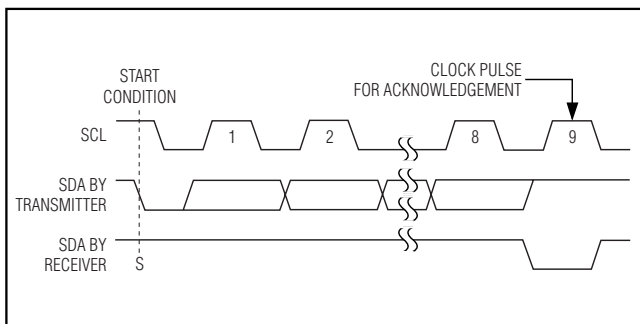 START
CONDITION
CLOCK PULSE
FOR ACKNOWLEDGEMENT
SCL
1
2
8
9
SDA BY
TRANSMITTER
SDA BY
RECEIVER
S